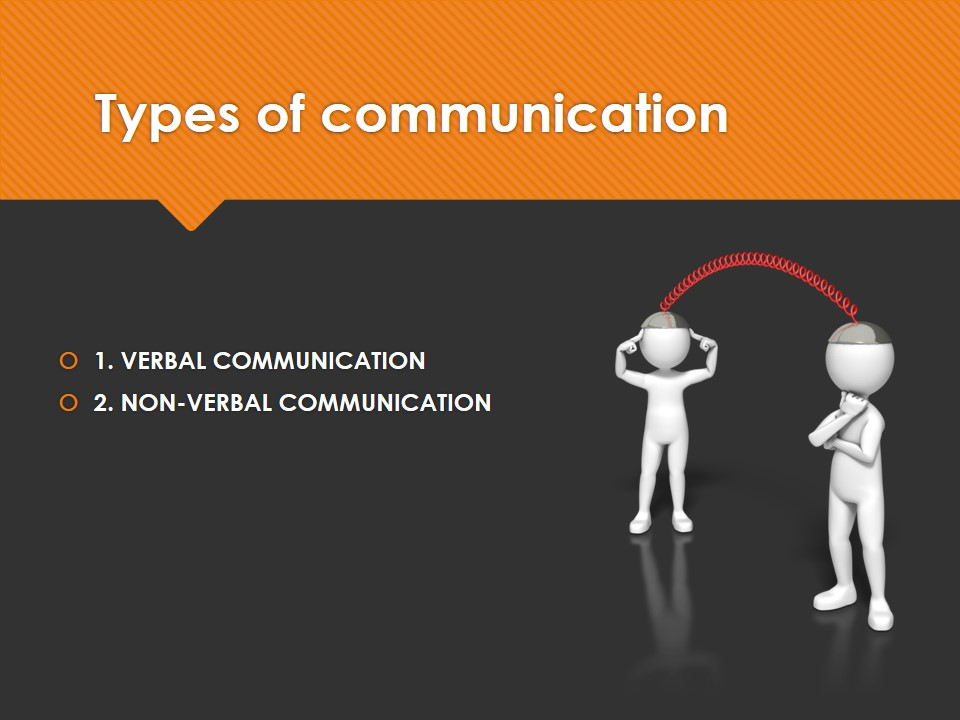 Types of communication
1. VERBAL COMMUNICATION
2. NON-VERBAL COMMUNICATION